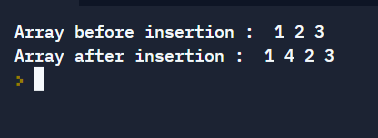 Array before insertion :  1 2 3
Array after insertion :  1 4 2 3
>